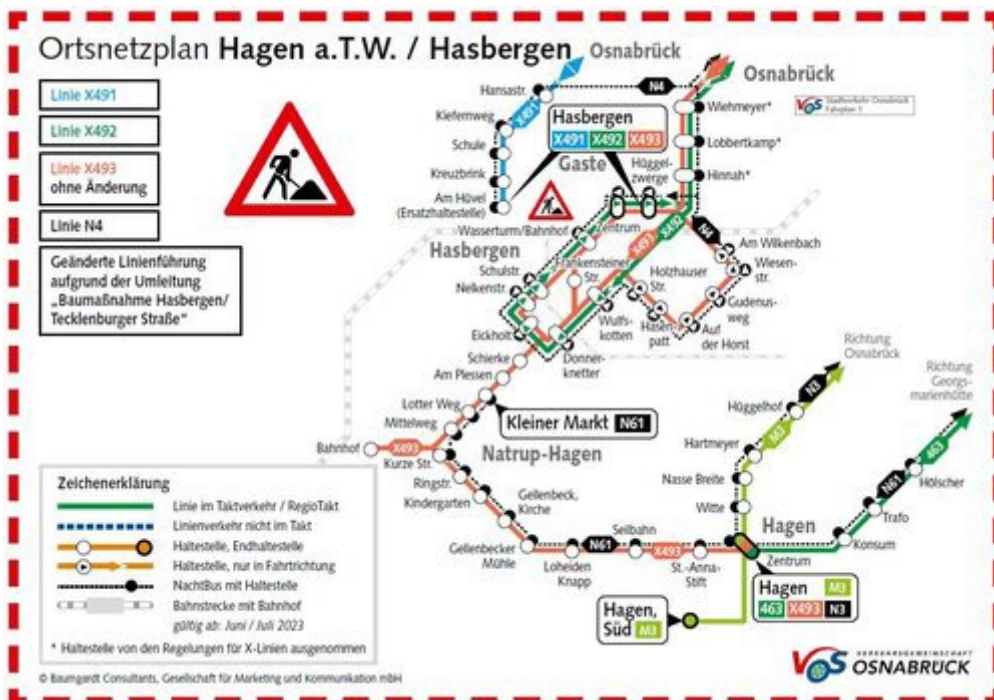 Ortsnetzplan Hagen a.T.W. / Hasbergen
Linie X491
Linie X492
Linie X493
ohne Änderung
Linie N4
Geänderte Linienführung
aufgrund der Umleitung
„Baumaßnahme Hasbergen/
Tecklenburger Straße"
Osnabrück
Osnabrück
Hansastr.
N4
Kiefernweg
X491
Schule
Kreuzbrink
Am Hüvel
(Ersatzhaltestelle)
Hasbergen
X491 X492 X493
Gaste
Hüggel-
zwerge
Wiehmeyer*
Lobbertkamp*
Hinnah*
VOS Stadtverkehr Osnabrück
Fahrplan 1
Wasserturm/Bahnhof
Zentrum
Hasbergen
Frankensteiner
Str.
X493
X492
N4
Am Wilkenbach
Wiesen-
str.
Schulstr.
Nelkenstr.
Holzhauser
Str.
Gudenus-
weg
Eickholt
Wulfs-
kotten
Hasen-
patt
Auf
der Horst
Donner-
knetter
Schierke
Am Plessen
Lotter Weg
Mittelweg
Kleiner Markt N61
Bahnhof
X493
Kurze Str.
Natrup-Hagen
Ringstr.
Kindergarten
Gellenbeck,
Kirche
Gellenbecker
Mühle
N61
Loheiden
Knapp
Seilbahn
X493
St.-Anna-
Stift
Richtung
Osnabrück
N3
Hüggelhof
M3
Hartmeyer
Nasse Breite
Witte
Hagen
Zentrum
Richtung
Georgs-
marienhütte
463
N61
Hölscher
Trafo
Konsum
Hagen M3
463 X493 N3
Hagen,
Süd M3
Zeichenerklärung
Linie im Taktverkehr / RegioTakt
Linienverkehr nicht im Takt
Haltestelle, Endhaltestelle
Haltestelle, nur in Fahrtrichtung
NachtBus mit Haltestelle
Bahnstrecke mit Bahnhof
gültig ab: Juni / Juli 2023
* Haltestelle von den Regelungen für X-Linien ausgenommen
© Baumgardt Consultants, Gesellschaft für Marketing und Kommunikation mbH
VOS VERKEHRSGEMEINSCHAFT
OSNABRÜCK